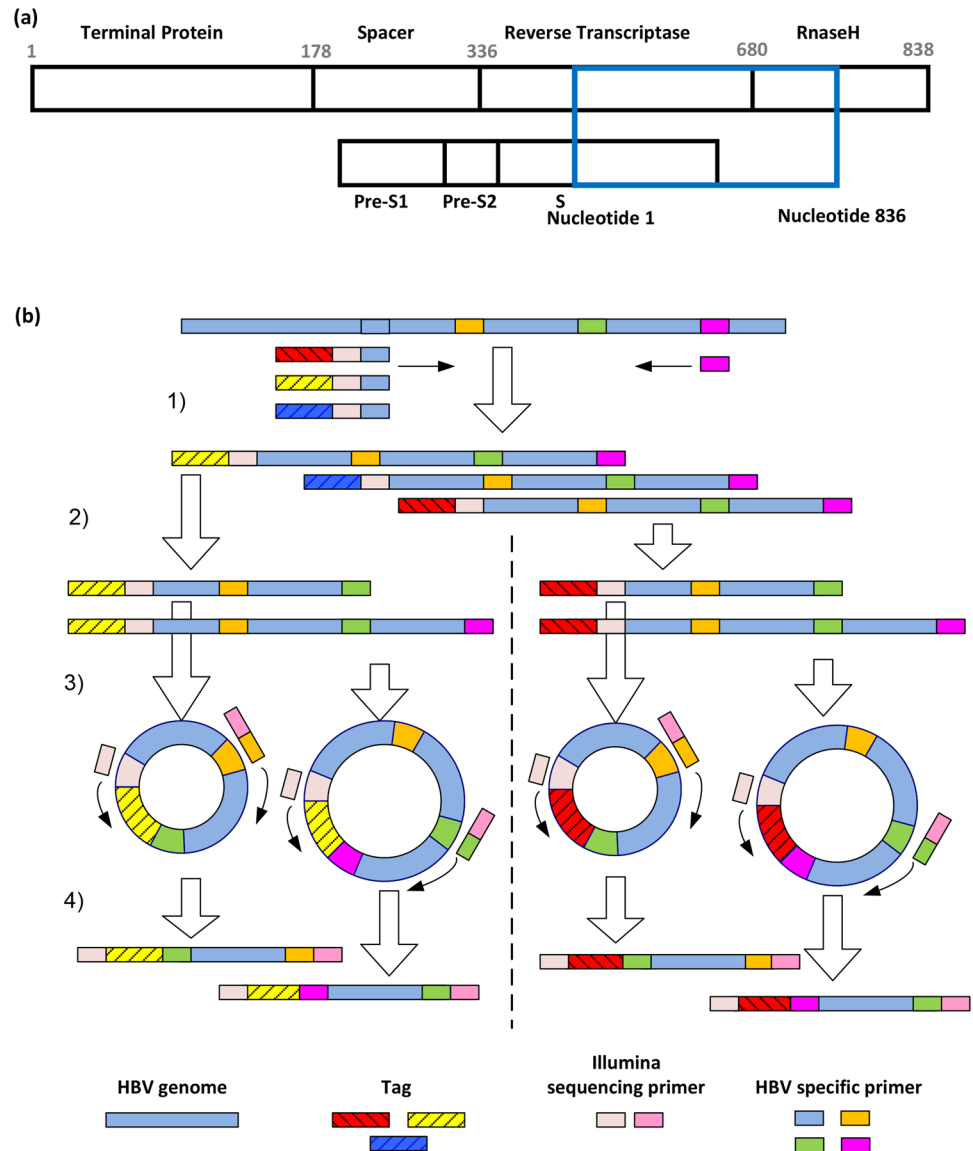 (a)
Terminal Protein Spacer Reverse Transcriptase RnaseH
1 178 336 680 838
Pre-S1 Pre-S2 S
Nucleotide 1 Nucleotide 836
(b)
1)
2)
3)
4)
Illumina
HBV genome Tag sequencing primer HBV specific primer